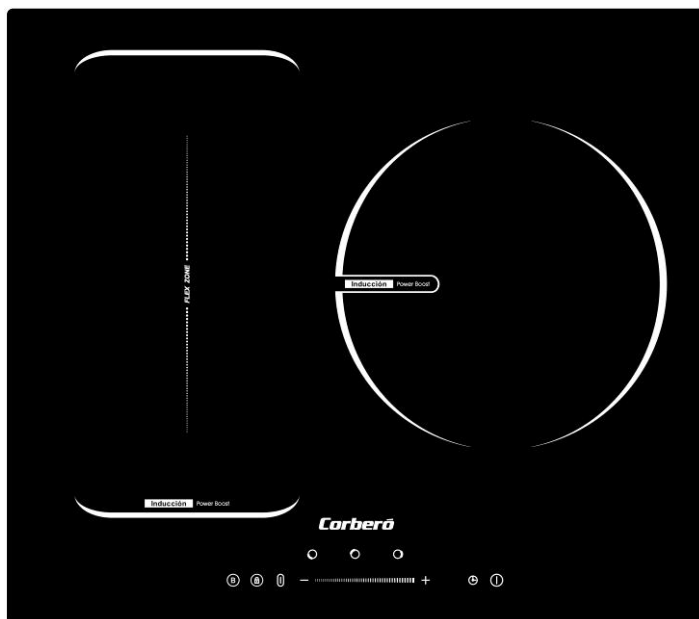 FLEX ZONE
Inducción Power Boost
Inducción Power Boost
Corberó
B
− +